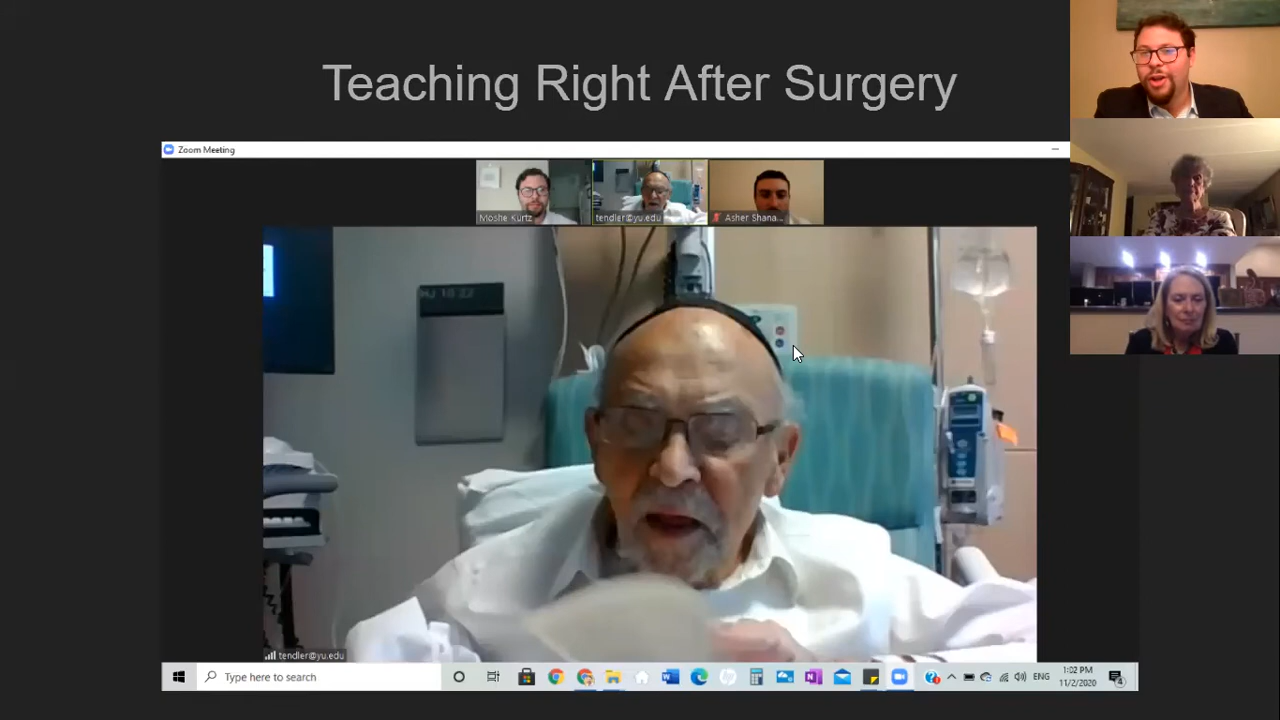 Teaching Right After Surgery
Zoom Meeting
Moshe Kurtz
tendler@yu.edu
Asher Shana...
tendler@yu.edu
Type here to search
ENG
1:02 PM
11/2/2020
4